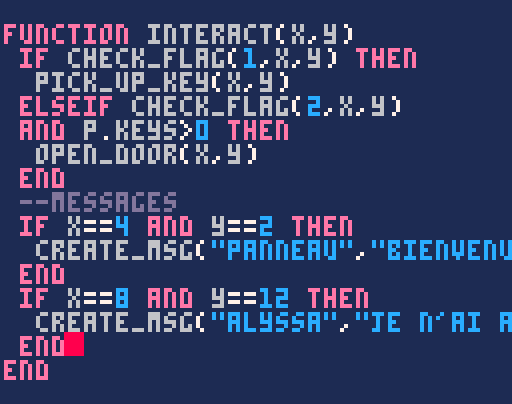 FUNCTION INTERACT(X,Y)
IF CHECK_FLAG(1,X,Y) THEN
PICK_UP_KEY(X,Y)
ELSEIF CHECK_FLAG(2,X,Y)
AND P.KEYS>0 THEN
OPEN_DOOR(X,Y)
END
--MESSAGES
IF X==4 AND Y==2 THEN
CREATE_MSG("PANNEAU","BIENVENU
END
IF X==8 AND Y==12 THEN
CREATE_MSG("ALYSSA","JE N'AI A
END
END